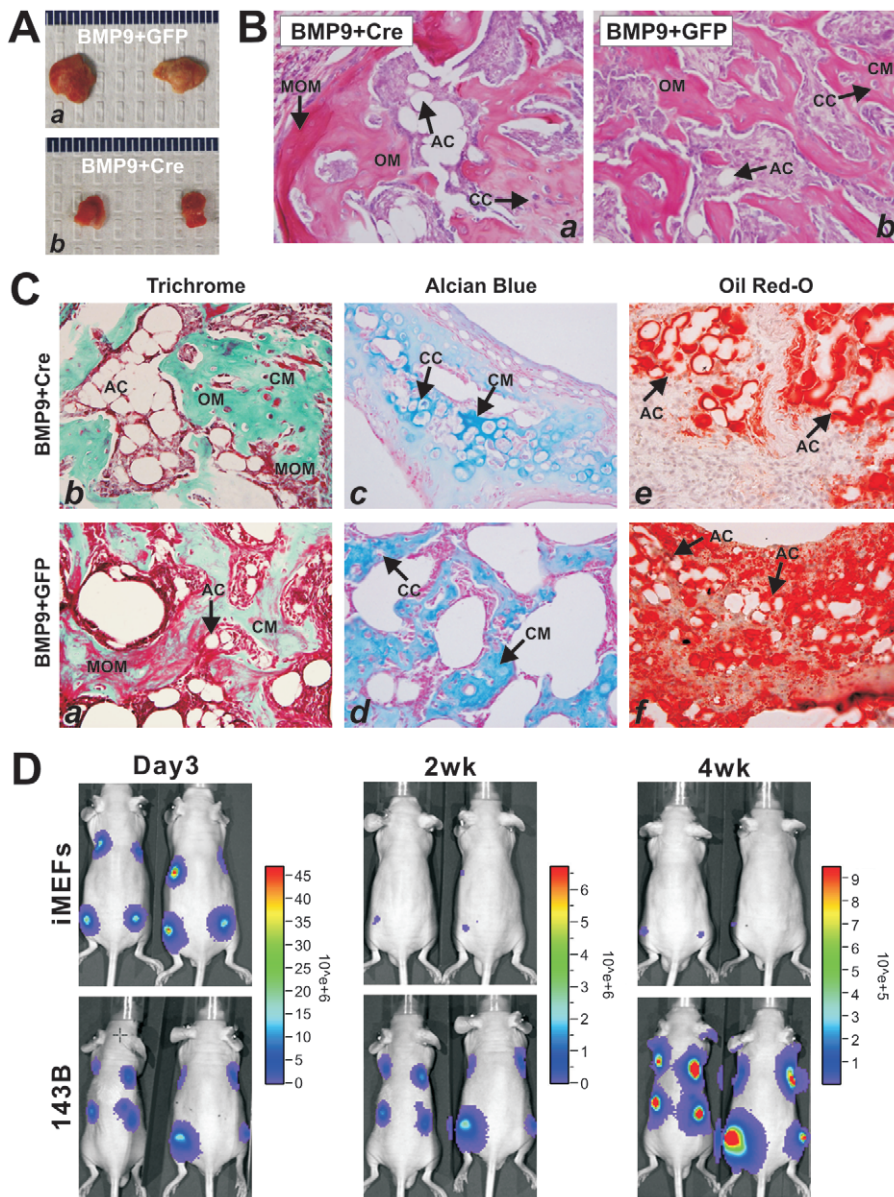 A
BMP9+GFP
a
BMP9+Cre
b
B
BMP9+Cre
MOM
OM
AC
CC
a
BMP9+GFP
OM
CM
CC
AC
b
C
Trichrome
Alcian Blue
Oil Red-O
BMP9+Cre
AC
OM
CM
MOM
b
CC
CM
c
AC
AC
e
BMP9+GFP
AC
CM
MOM
a
CC
CM
d
AC
AC
f
D
Day3
2wk
4wk
iMEFs
143B
45
40
35
30
25
20
15
10
5
0
10^e+6
6
5
4
3
2
1
0
10^e+6
9
8
7
6
5
4
3
2
1
10^e+5